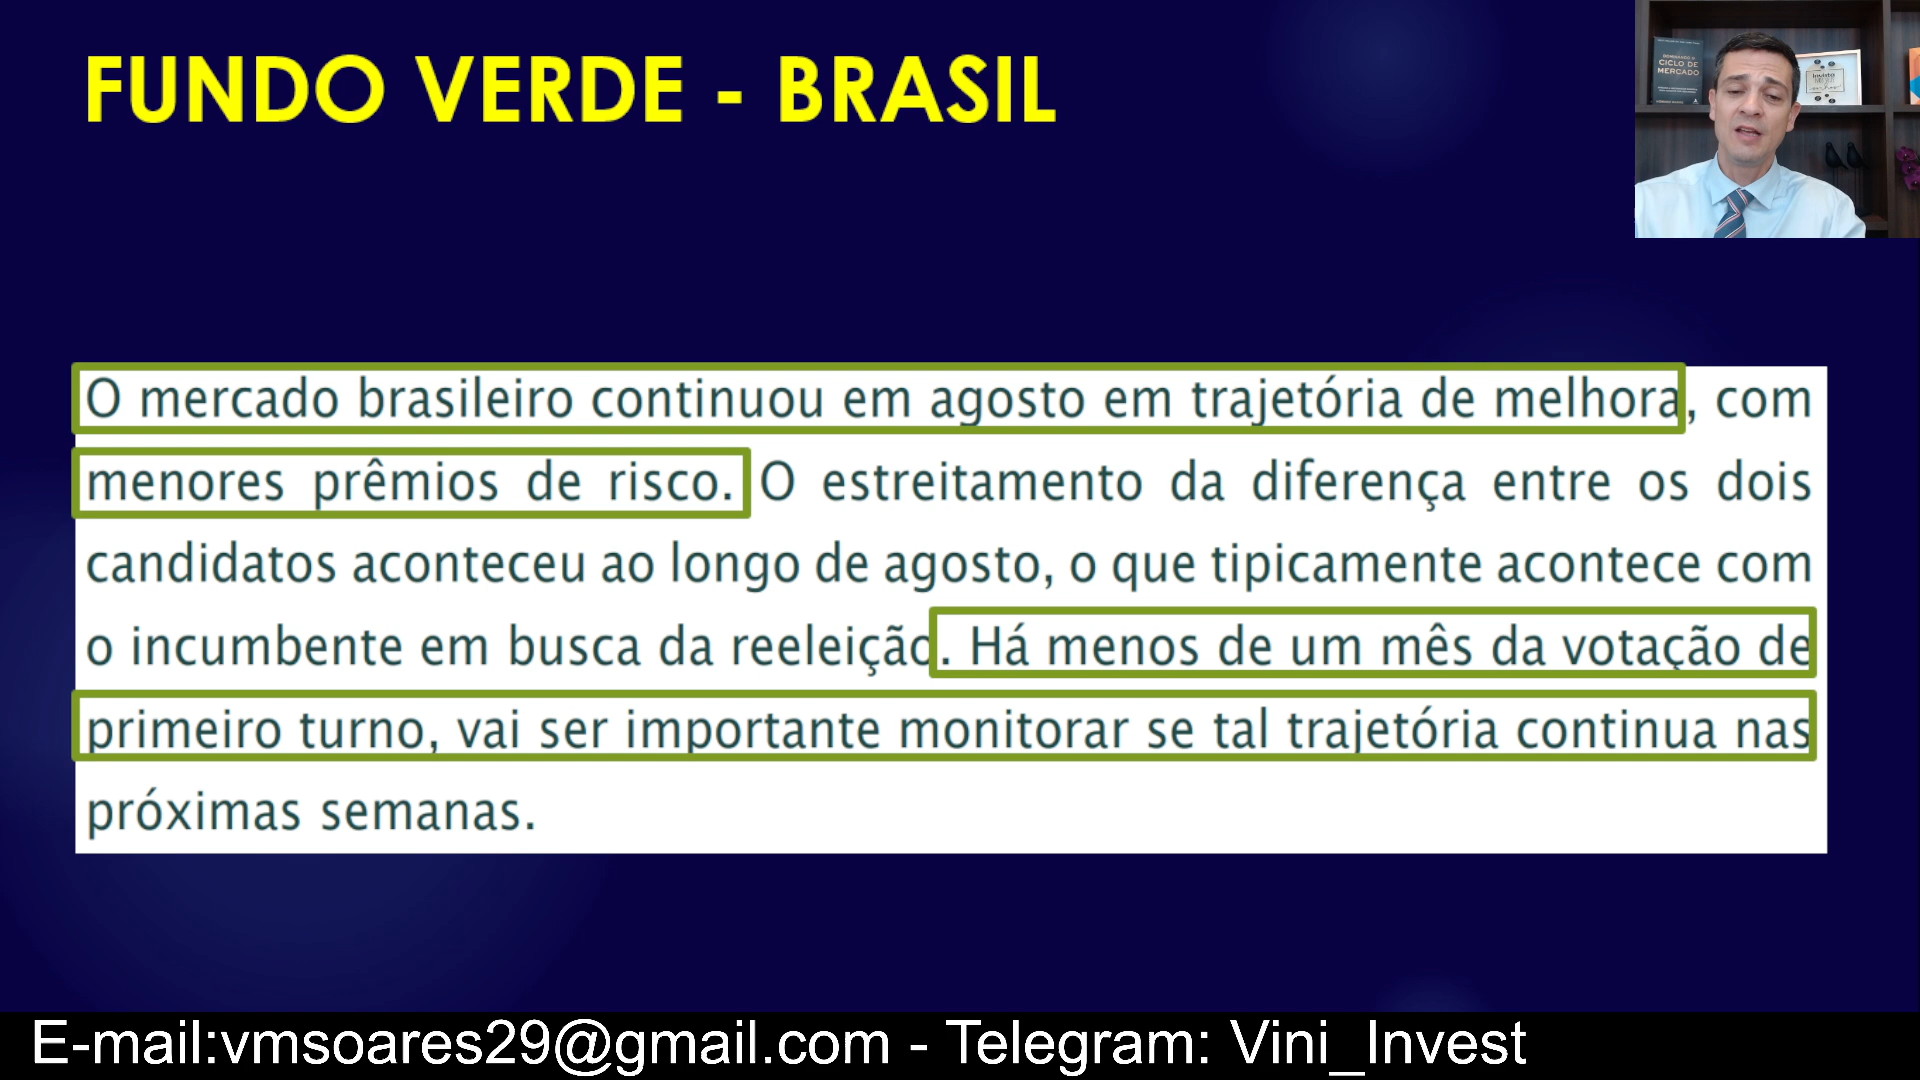 FUNDO VERDE - BRASIL
CICLO DE
MERCADO
O mercado brasileiro continuou em agosto em trajetória de melhora, com
menores prêmios de risco. O estreitamento da diferença entre os dois
candidatos aconteceu ao longo de agosto, o que tipicamente acontece com
o incumbente em busca da reeleição. Há menos de um mês da votação de
primeiro turno, vai ser importante monitorar se tal trajetória continua nas
próximas semanas.
E-mail:vmsoares29@gmail.com - Telegram: Vini_Invest